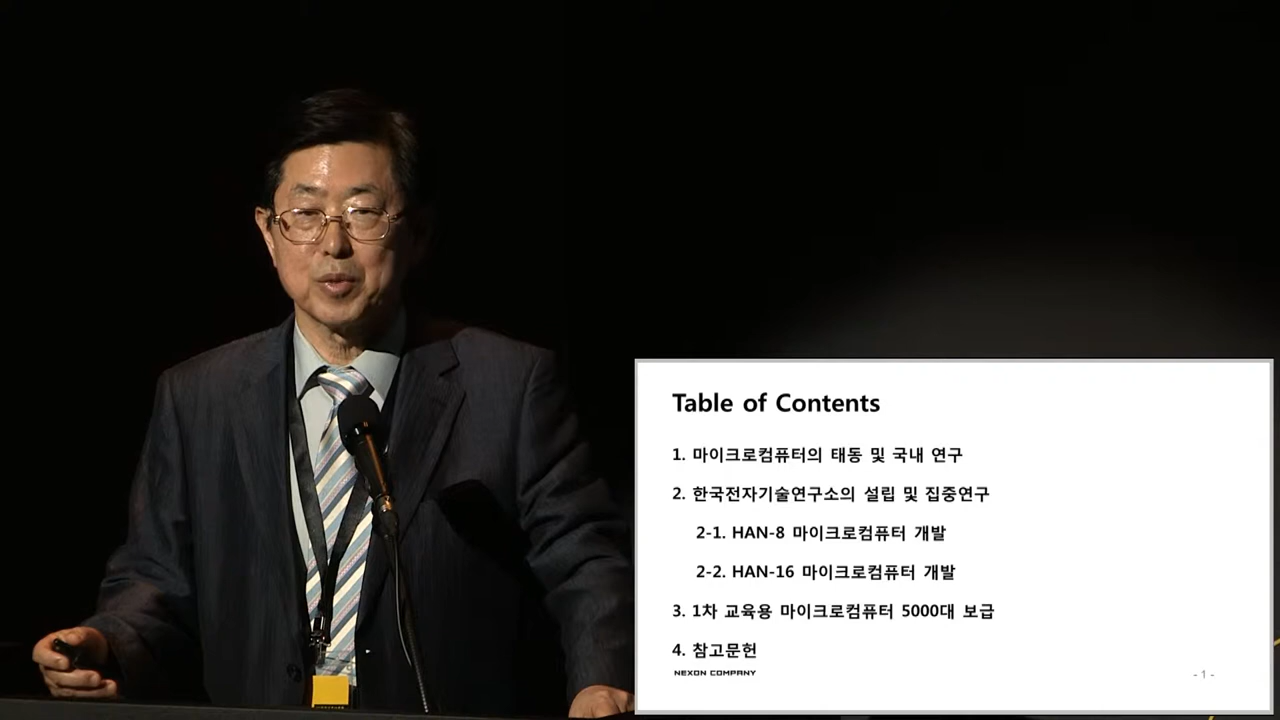 Table of Contents
1. 마이크로컴퓨터의 태동 및 국내 연구
2. 한국전자기술연구소의 설립 및 집중연구
2-1. HAN-8 마이크로컴퓨터 개발
2-2. HAN-16 마이크로컴퓨터 개발
3. 1차 교육용 마이크로컴퓨터 5000대 보급
4. 참고문헌
NEXON COMPANY
- 1 -